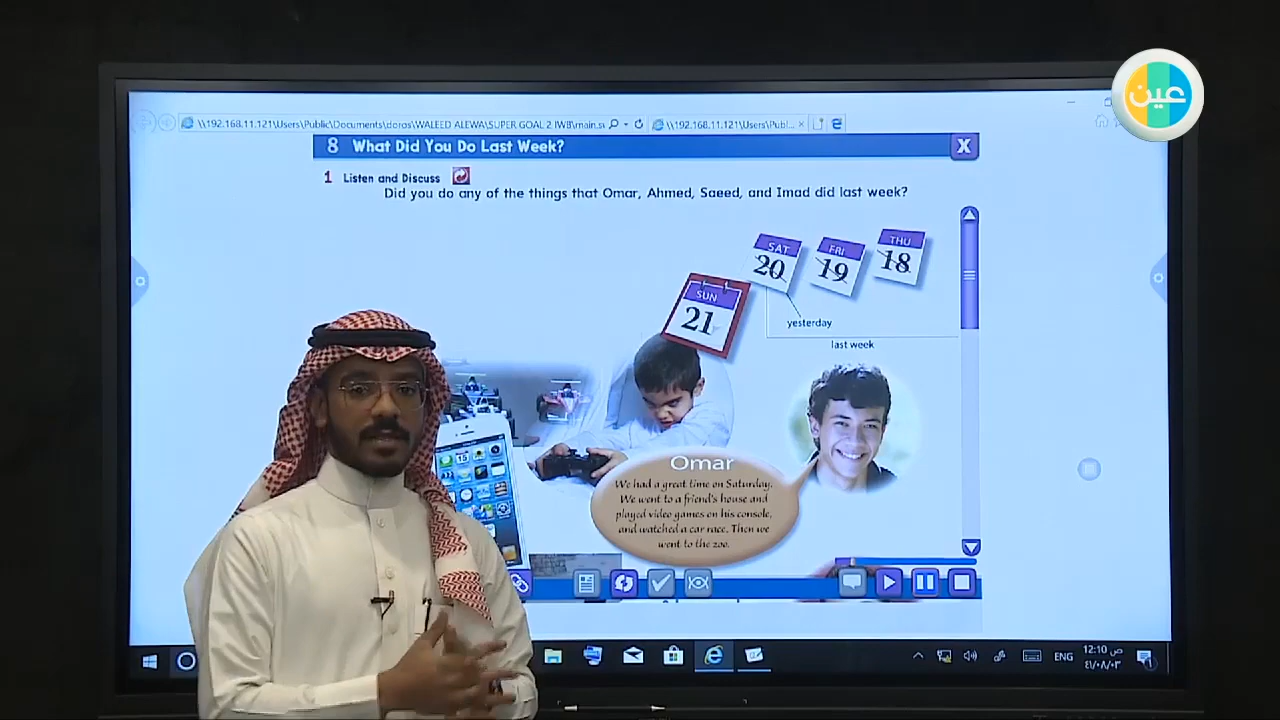 عين
\\192.168.11.121\Users\Public\Documents\doros\WALEED ALEWA\SUPER GOAL 2 IWB\main.sw
\\192.168.11.121\Users\Publ...
8 What Did You Do Last Week?
X
1 Listen and Discuss
Did you do any of the things that Omar, Ahmed, Saeed, and Imad did last week?
THU
18
FRI
19
SAT
20
SUN
21
yesterday
last week
Omar
We had a great time on Saturday.
We went to a friend's house and
played video games on his console,
and watched a car race. Then we
went to the zoo.
ENG
12:10 ص
٤١/٠٨/٠٣